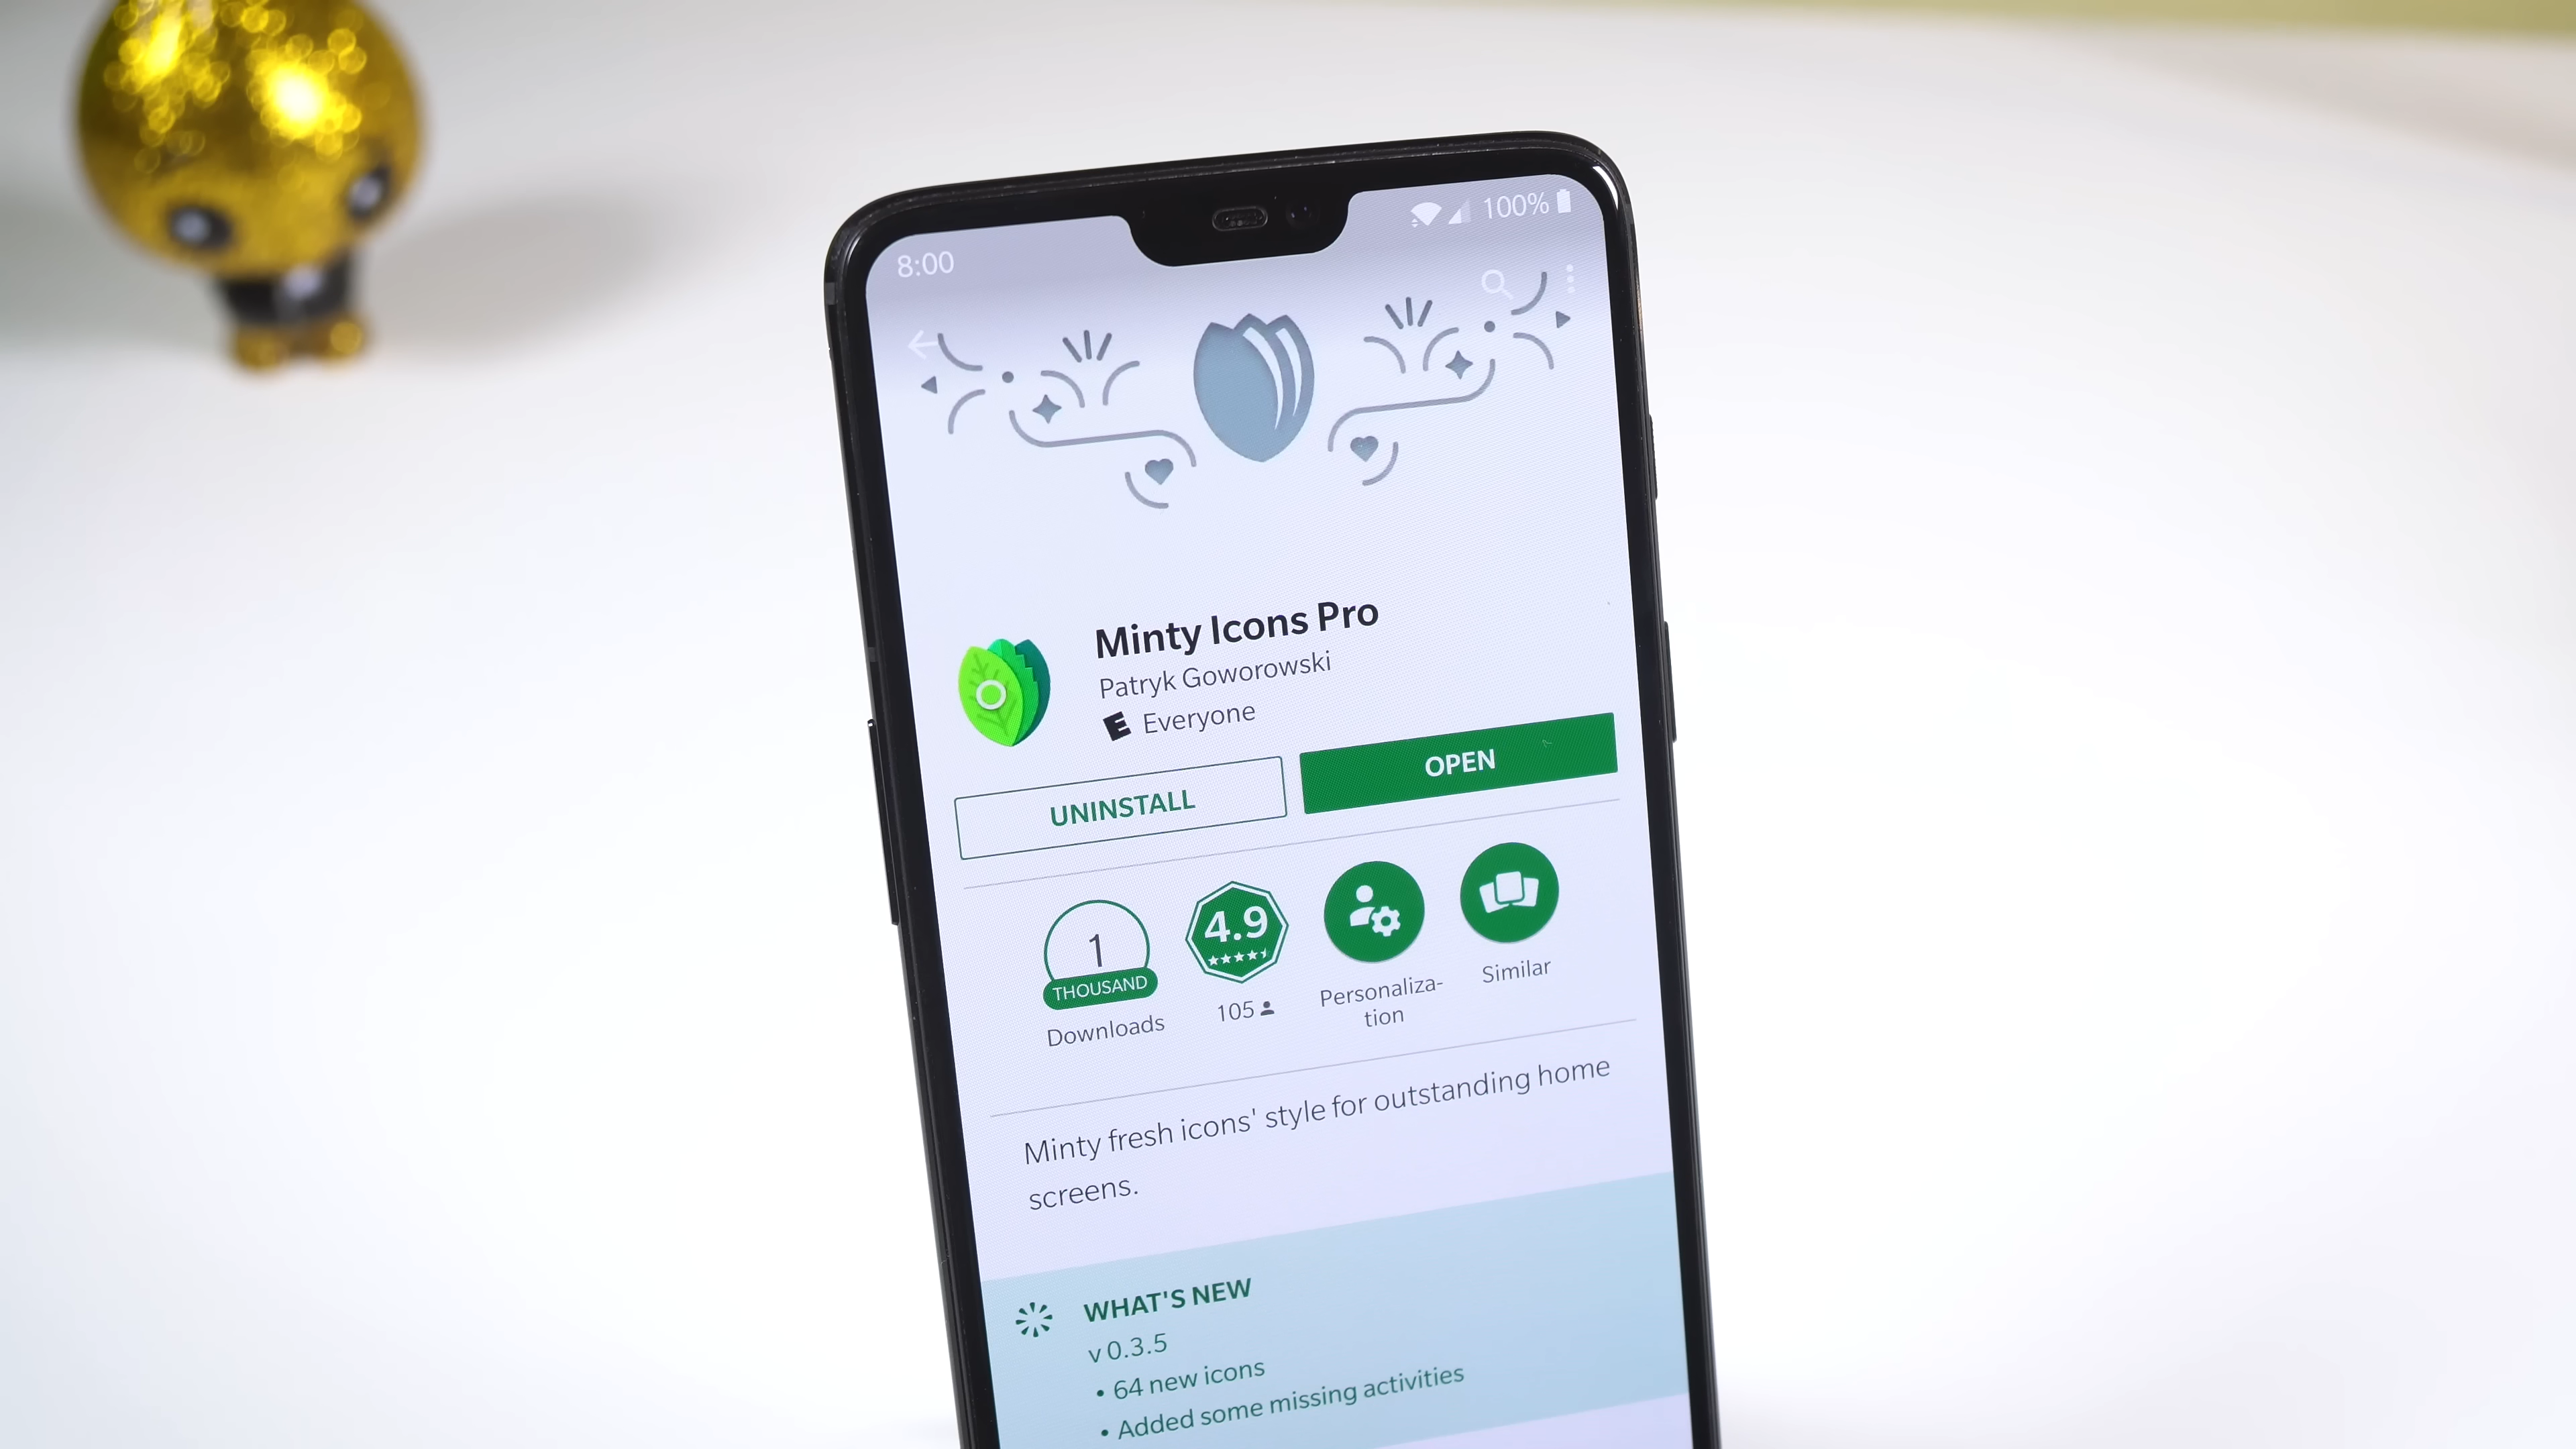 8:00
100%
Minty Icons Pro
Patryk Goworowski
E Everyone
UNINSTALL
OPEN
1
THOUSAND
Downloads
4.9
105
Personaliza-
tion
Similar
Minty fresh icons' style for outstanding home
screens.
WHAT'S NEW
v 0.3.5
• 64 new icons
• Added some missing activities